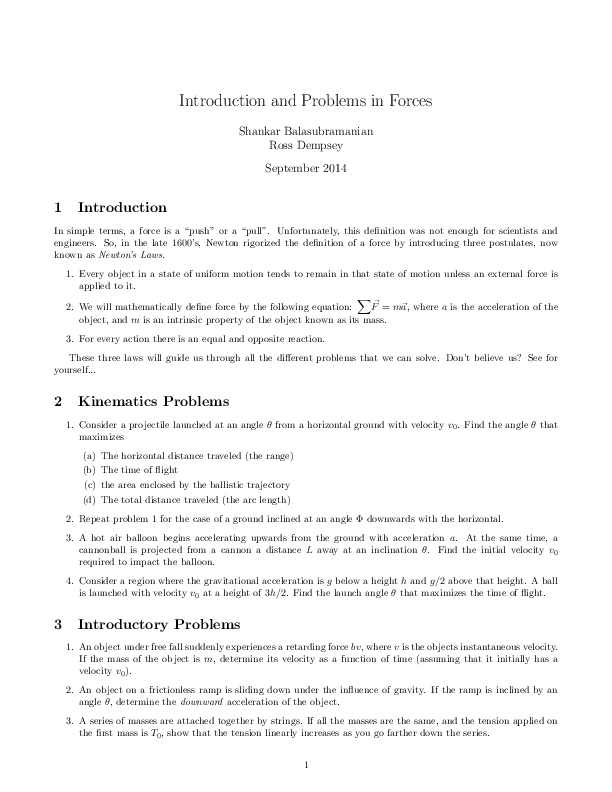 Introduction and Problems in Forces
Shankar Balasubramanian
Ross Dempsey
September 2014
1 Introduction
In simple terms, a force is a “push” or a “pull”. Unfortunately, this definition was not enough for scientists and
engineers. So, in the late 1600’s, Newton rigorized the definition of a force by introducing three postulates, now
known as Newton’s Laws.
1. Every object in a state of uniform motion tends to remain in that state of motion unless an external force is
applied to it.
2. We will mathematically define force by the following equation: ∑F⃗ = ma⃗, where a is the acceleration of the
object, and m is an intrinsic property of the object known as its mass.
3. For every action there is an equal and opposite reaction.
These three laws will guide us through all the different problems that we can solve. Don’t believe us? See for
yourself...
2 Kinematics Problems
1. Consider a projectile launched at an angle θ from a horizontal ground with velocity v₀. Find the angle θ that
maximizes
(a) The horizontal distance traveled (the range)
(b) The time of flight
(c) the area enclosed by the ballistic trajectory
(d) The total distance traveled (the arc length)
2. Repeat problem 1 for the case of a ground inclined at an angle Φ downwards with the horizontal.
3. A hot air balloon begins accelerating upwards from the ground with acceleration a. At the same time, a
cannonball is projected from a cannon a distance L away at an inclination θ. Find the initial velocity v₀
required to impact the balloon.
4. Consider a region where the gravitational acceleration is g below a height h and g/2 above that height. A ball
is launched with velocity v₀ at a height of 3h/2. Find the launch angle θ that maximizes the time of flight.
3 Introductory Problems
1. An object under free fall suddenly experiences a retarding force bv, where v is the objects instantaneous velocity.
If the mass of the object is m, determine its velocity as a function of time (assuming that it initially has a
velocity v₀).
2. An object on a frictionless ramp is sliding down under the influence of gravity. If the ramp is inclined by an
angle θ, determine the downward acceleration of the object.
3. A series of masses are attached together by strings. If all the masses are the same, and the tension applied on
the first mass is T₀, show that the tension linearly increases as you go farther down the series.
1